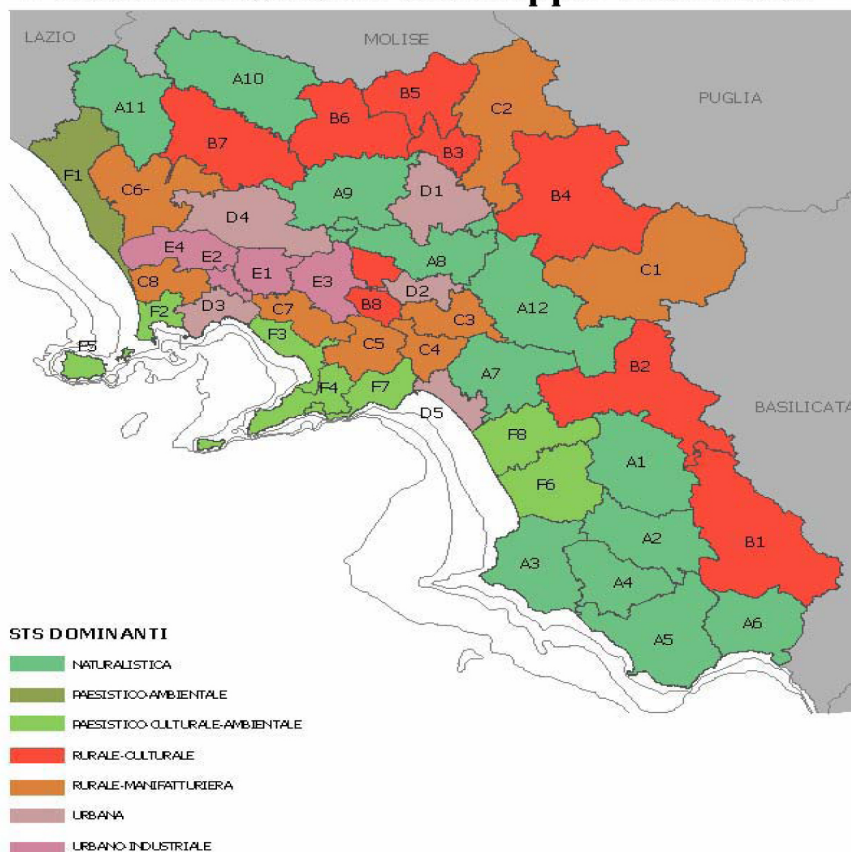 LAZIO
MOLISE
PUGLIA
BASILICATA
A10
B5
C2
A11
B6
B7
B3
F1
C6-
A9
D1
B4
D4
E4
E2
A8
C1
E1
E3
C8
D2
A12
F2
D3
C7
B8
C3
F3
C5
C4
F5
A7
B2
F4
F7
D5
F8
A1
F6
A2
B1
A3
A4
A6
A5
STS DOMINANTI
NATURALISTICA
PAESISTICO-AMBIENTALE
PAESISTICO-CULTURALE-AMBIENTALE
RURALE-CULTURALE
RURALE-MANIFATTURIERA
URBANA
URBANO-INDUSTRIALE